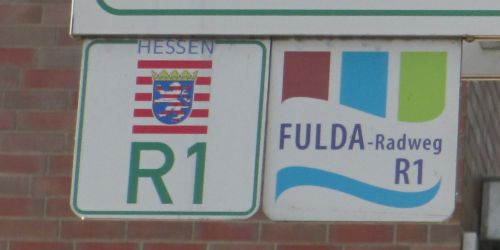 HESSEN
R1
FULDA-Radweg
R1